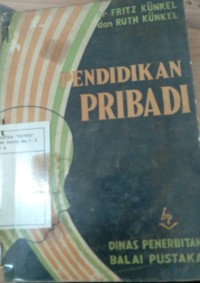 FRITZ KÜNKEL
dan RUTH KÜNKEL
PENDIDIKAN
PRIBADI
DINAS PENERBITAN
BALAI PUSTAKA